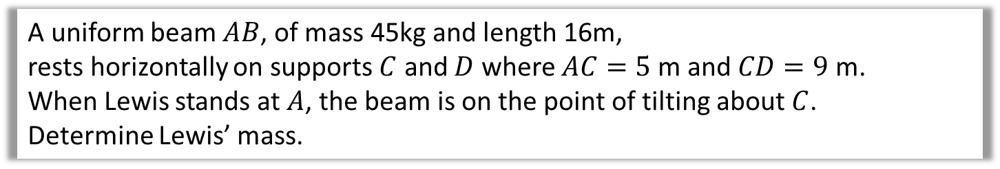 A uniform beam AB, of mass 45kg and length 16m,
rests horizontally on supports C and D where AC = 5 m and CD = 9 m.
When Lewis stands at A, the beam is on the point of tilting about C.
Determine Lewis’ mass.